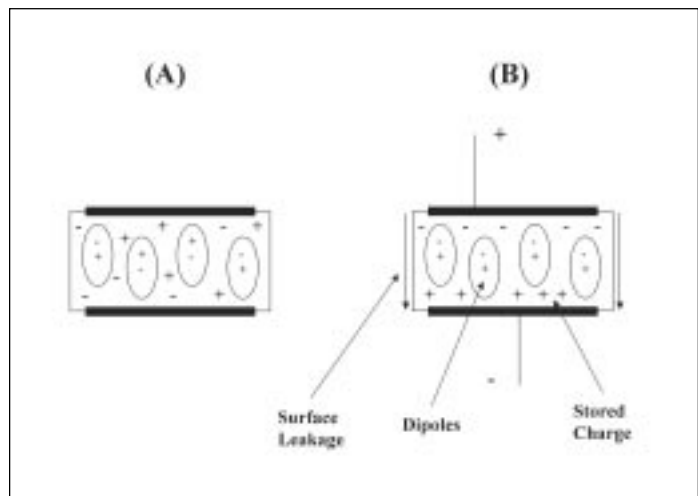 (A)
(B)
+
- + - + - +
- + + -
+ - + -
- + - +
- + - +
- - - - -
- - + -
+ + - +
+ + + + +
-
Surface
Leakage
Dipoles
Stored
Charge